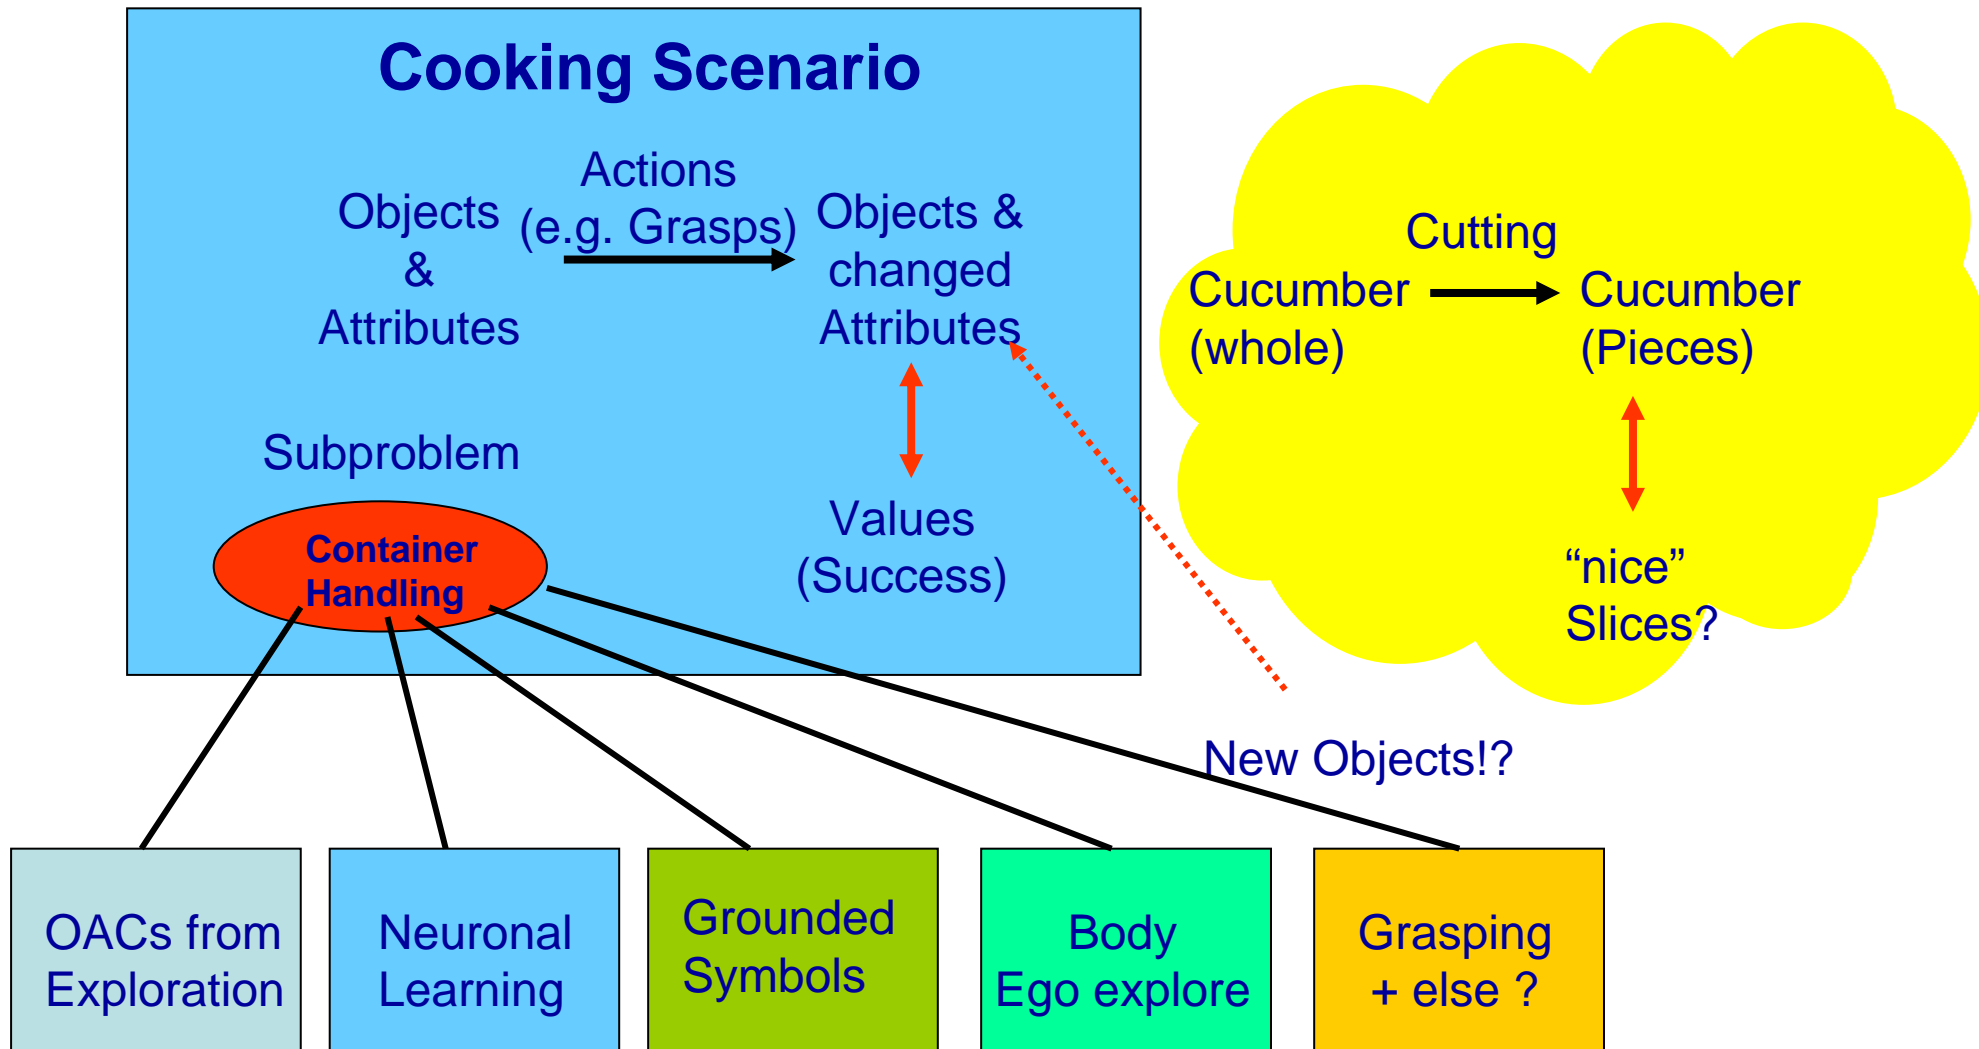 Cooking Scenario
Objects
&
Attributes
Actions
(e.g. Grasps)
Objects &
changed
Attributes
Values
(Success)
Subproblem
Container
Handling
Cutting
Cucumber
(whole)
Cucumber
(Pieces)
“nice”
Slices?
New Objects!?
OACs from
Exploration
Neuronal
Learning
Grounded
Symbols
Body
Ego explore
Grasping
+ else ?